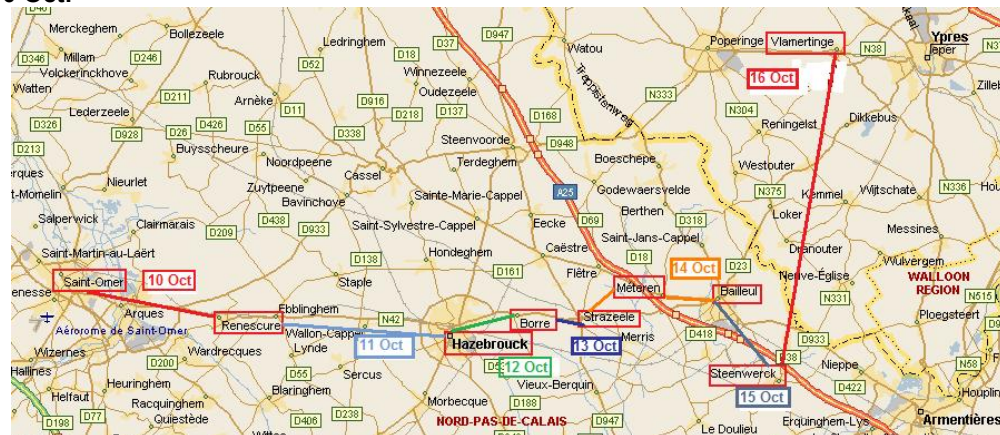 D46
Merckeghem
Bollezeele
D947
D37
Ledringhem
D18
Watou
Poperinge
Vlamertinge
N38
Ypres
Ieper
D346
Millam
D246
D52
Winnezeele
Volckerinckhove
Watten
Rubrouck
Oudezeele
Trappistenweg
16 Oct
Zille
D211
Arnèke
D916
D137
N333
Lederzeele
D11
D218
D168
N304
Dikkebus
D326
D426
D928
D26
D55
D338
Steenvoorde
Reningelst
D213
Buysscheure
Noordpeene
Terdeghem
D948
Boeschepe
Westouter
Cassel
Nieurlet
Zuytpeene
A25
Godewaersvelde
N375
Kemmel
Wijtschate
N336
t-Momelin
Bavinchove
Sainte-Marie-Cappel
Berthen
Loker
Salperwick
Clairmarais
D438
D933
Saint-Sylvestre-Cappel
Eecke
D69
D318
Messines
D209
Saint-Jans-Cappel
Dranouter
Saint-Martin-au-Laërt
Hondeghem
Caëstre
D18
Wulvergem
D138
D161
14 Oct
D23
Saint-Omer
10 Oct
Staple
Flêtre
Neuve-Église
WALLOON
REGION
Méteren
Bailleul
N331
N515
Arques
Ebblinghem
Renescure
N42
Borre
Strazeele
Ploegsteert
Aérorome de Saint-Omer
Wallon-Cappel
Hazebrouck
Merris
D418
D933
Wizernes
Wardrecques
Lynde
11 Oct
13 Oct
D38
D200
12 Oct
Nieppe
N58
Hallines
D55
Sercus
Steenwerck
Heuringhem
Blaringhem
Vieux-Berquin
D422
Helfaut
Morbecque
D188
15 Oct
Houplin
Racquinghem
D77
D238
Armentières
D198
Quiestède
D406
NORD-PAS-DE-CALAIS
D947
Le Doulieu
Erquinghem-Lys